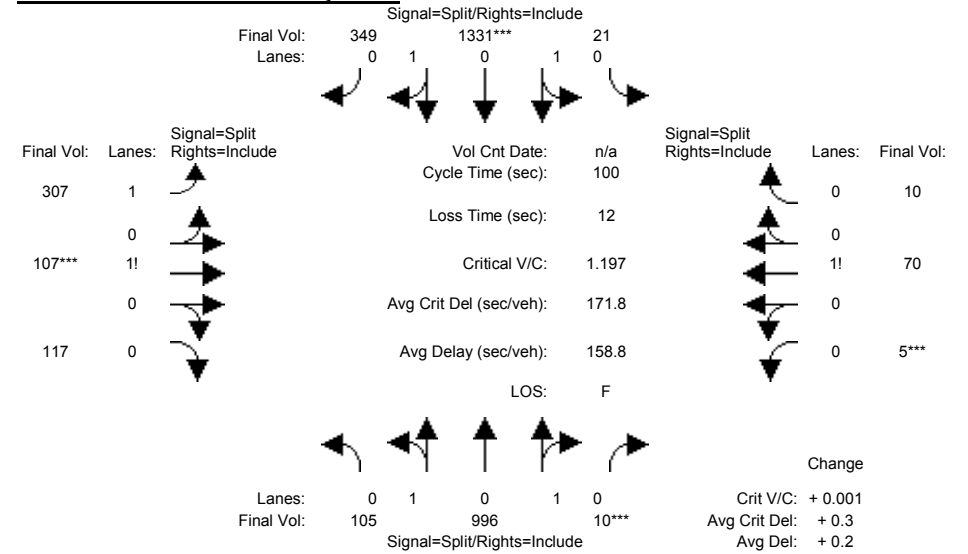 Signal=Split/Rights=Include
Final Vol: 349 1331*** 21
Lanes: 0 1 0 1 0
Signal=Split
Final Vol: Lanes: Rights=Include
Vol Cnt Date: n/a
Signal=Split
Rights=Include Lanes: Final Vol:
Cycle Time (sec): 100
307 1
0 10
Loss Time (sec): 12
0
0
107*** 1!
Critical V/C: 1.197
1! 70
0
Avg Crit Del (sec/veh): 171.8
0
117 0
Avg Delay (sec/veh): 158.8
0 5***
LOS: F
Change
Lanes: 0 1 0 1 0
Crit V/C: + 0.001
Final Vol: 105 996 10***
Avg Crit Del: + 0.3
Signal=Split/Rights=Include
Avg Del: + 0.2